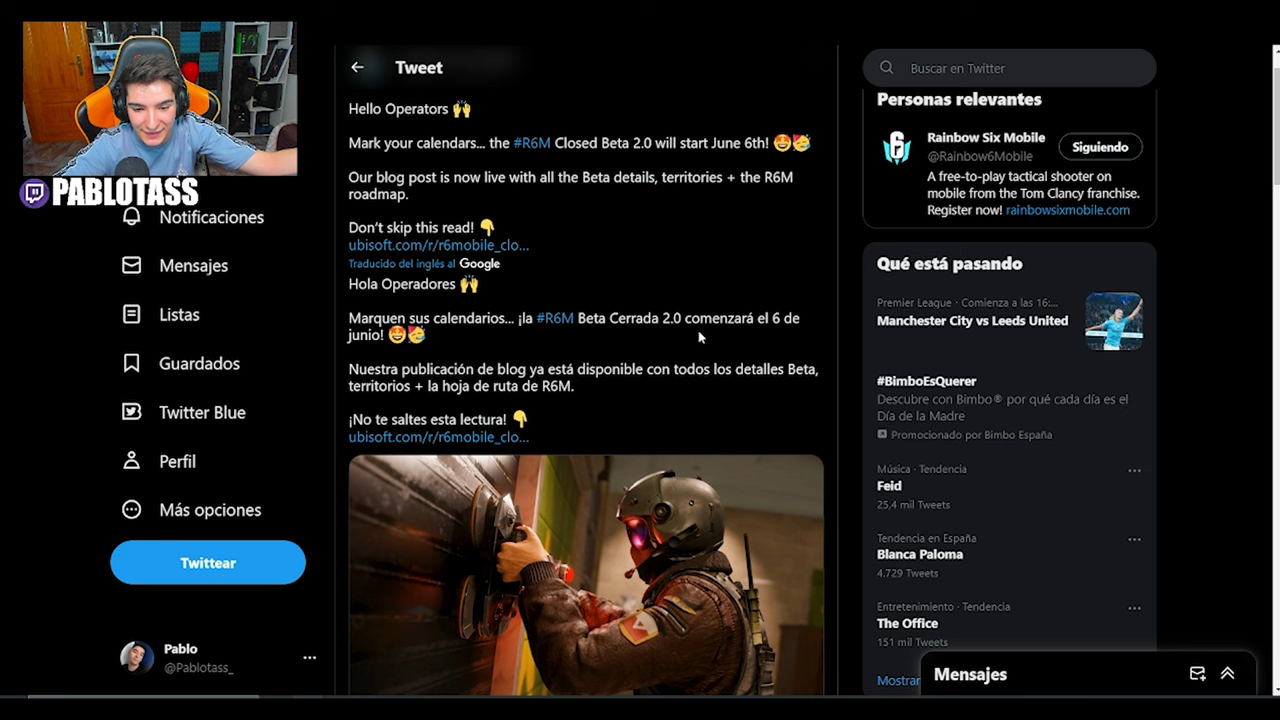 PABLOTASS
Notificaciones
Mensajes
Listas
Guardados
Twitter Blue
Perfil
Más opciones
Twittear
Pablo
@Pablotass_
Tweet
Hello Operators 🙌
Mark your calendars... the #R6M Closed Beta 2.0 will start June 6th! 🤩🥳
Our blog post is now live with all the Beta details, territories + the R6M
roadmap.
Don't skip this read! 👇
ubisoft.com/r/r6mobile_clo...
Traducido del inglés al Google
Hola Operadores 🙌
Marquen sus calendarios... ¡la #R6M Beta Cerrada 2.0 comenzará el 6 de
junio! 🤩🥳
Nuestra publicación de blog ya está disponible con todos los detalles Beta,
territorios + la hoja de ruta de R6M.
¡No te saltes esta lectura! 👇
ubisoft.com/r/r6mobile_clo...
Buscar en Twitter
Personas relevantes
Rainbow Six Mobile
@Rainbow6Mobile
Siguiendo
A free-to-play tactical shooter on
mobile from the Tom Clancy franchise.
Register now! rainbowsixmobile.com
Qué está pasando
Premier League · Comienza a las 16:...
Manchester City vs Leeds United
#BimboEsQuerer
Descubre con Bimbo® por qué cada día es el
Día de la Madre
Promocionado por Bimbo España
Música · Tendencia
Feid
25,4 mil Tweets
Tendencia en España
Blanca Paloma
4.729 Tweets
Entretenimiento · Tendencia
The Office
151 mil Tweets
Mostrar
Mensajes